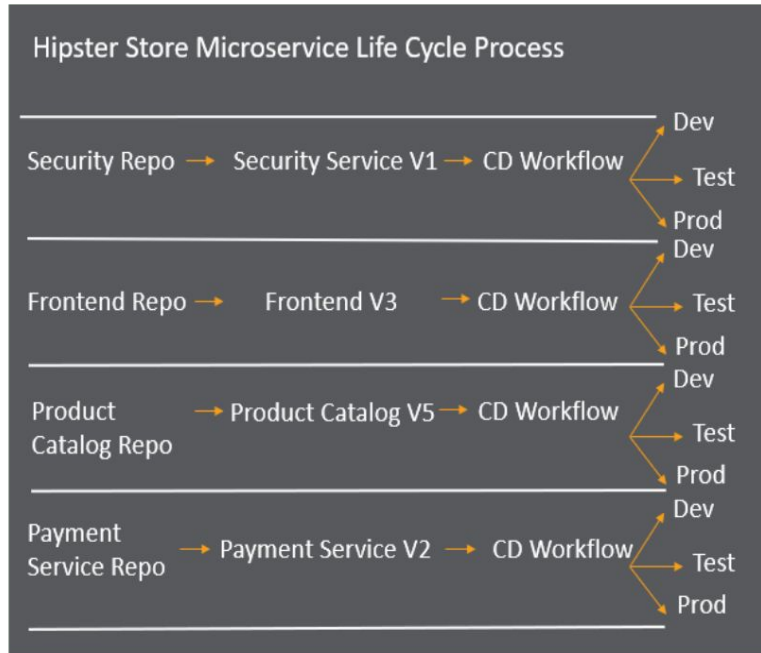 Hipster Store Microservice Life Cycle Process
Dev
Security Repo Security Service V1 CD Workflow
Test
Prod
Dev
Frontend Repo Frontend V3 CD Workflow
Test
Prod
Dev
Product
Catalog Repo
Product Catalog V5 CD Workflow
Test
Prod
Dev
Payment
Service Repo
Payment Service V2 CD Workflow
Test
Prod